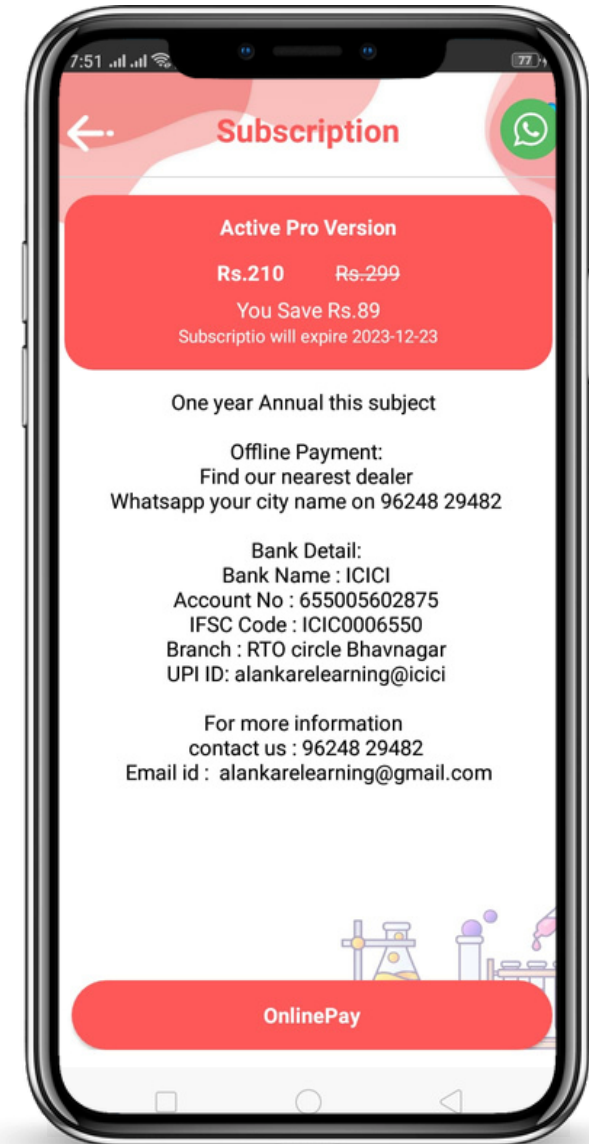 7:51
77
Subscription
Active Pro Version
Rs.210 Rs.299
You Save Rs.89
Subscriptio will expire 2023-12-23
One year Annual this subject
Offline Payment:
Find our nearest dealer
Whatsapp your city name on 96248 29482
Bank Detail:
Bank Name : ICICI
Account No : 655005602875
IFSC Code : ICIC0006550
Branch : RTO circle Bhavnagar
UPI ID: alankarelearning@icici
For more information
contact us : 96248 29482
Email id :  alankarelearning@gmail.com
OnlinePay